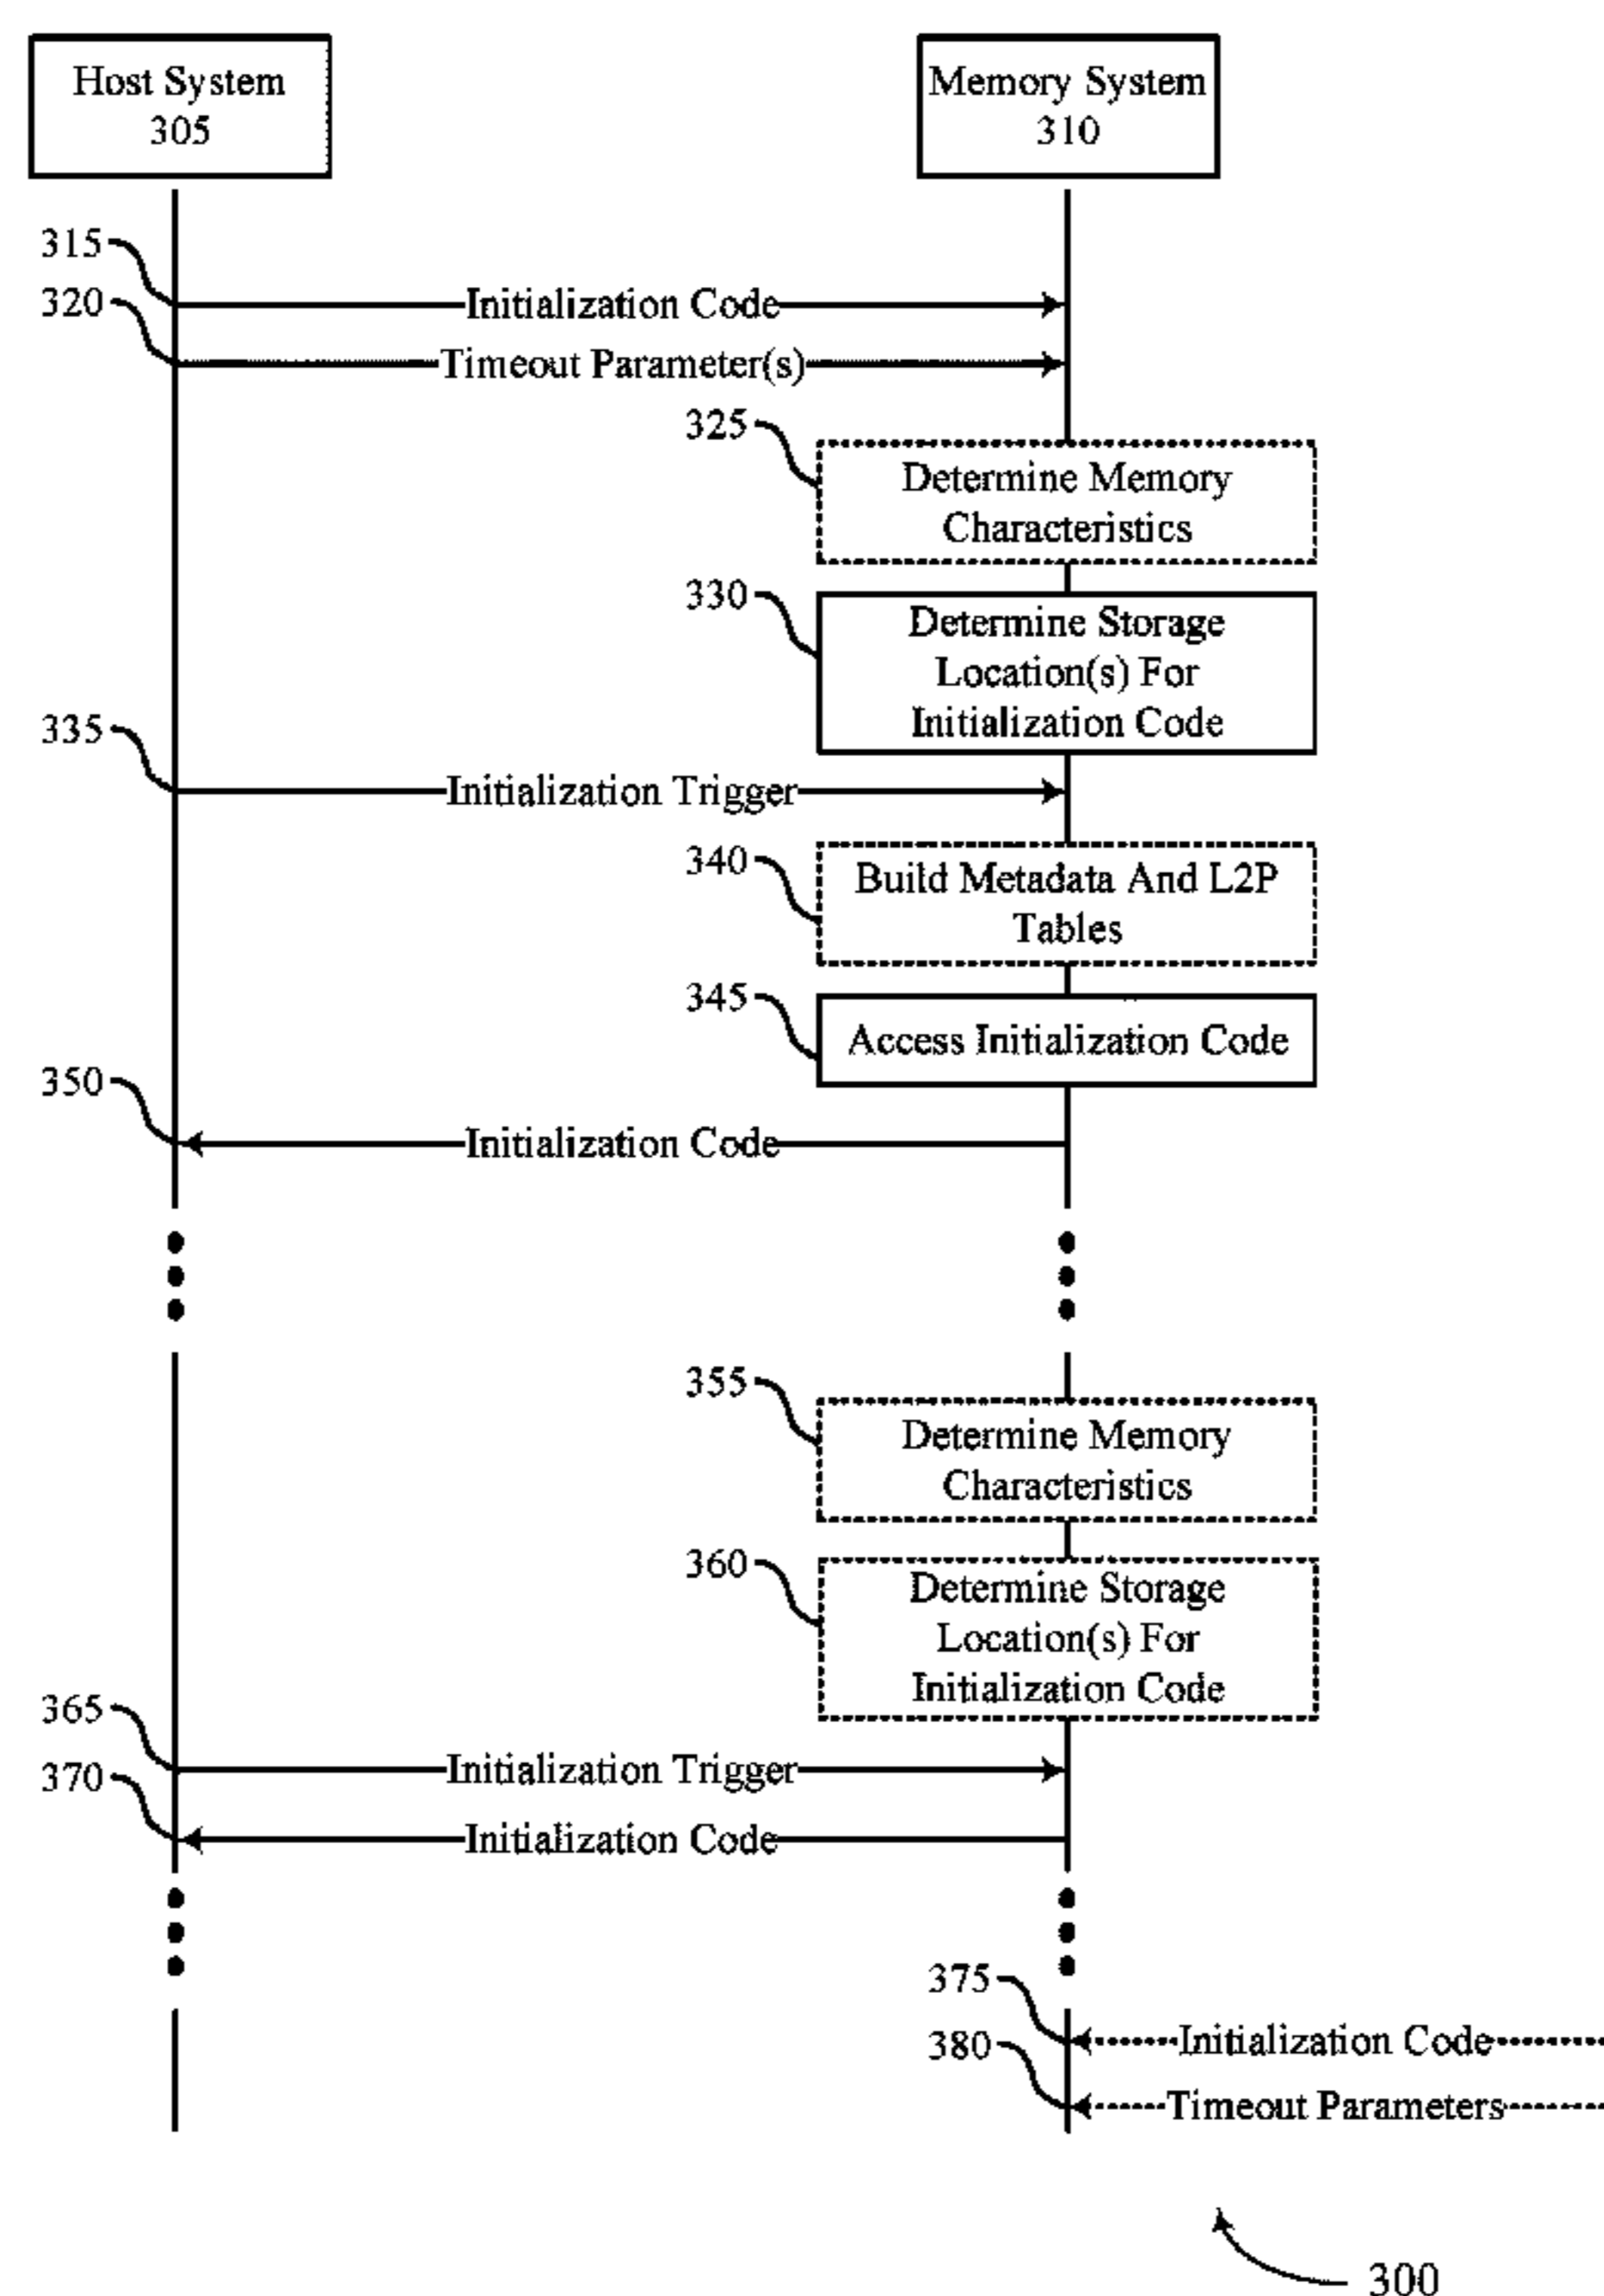 Host System
305
Memory System
310
315
Initialization Code
320
Timeout Parameter(s)
325
Determine Memory
Characteristics
330
Determine Storage
Location(s) For
Initialization Code
335
Initialization Trigger
340
Build Metadata And L2P
Tables
345
Access Initialization Code
350
Initialization Code
355
Determine Memory
Characteristics
360
Determine Storage
Location(s) For
Initialization Code
365
Initialization Trigger
370
Initialization Code
375
Initialization Code
380
Timeout Parameters
300